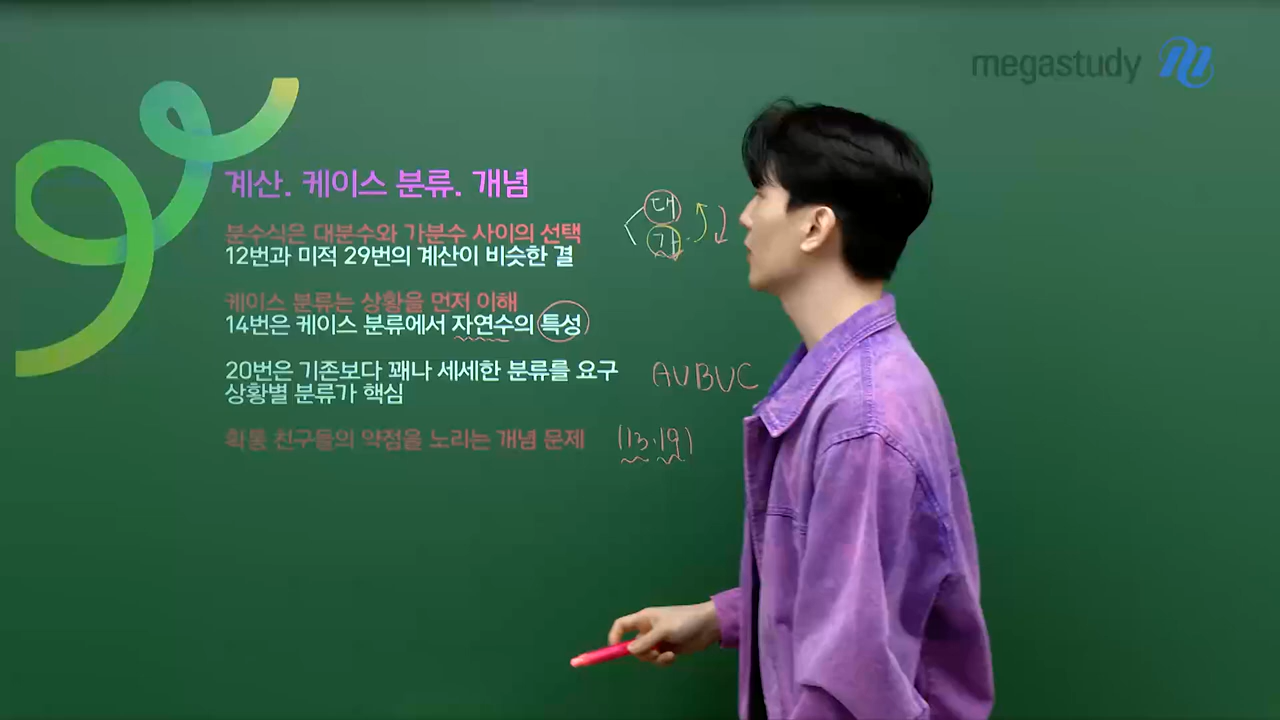 megastudy
계산. 케이스 분류. 개념
분수식은 대분수와 가분수 사이의 선택
12번과 미적 29번의 계산이 비슷한 결
대
가
케이스 분류는 상황을 먼저 이해
14번은 케이스 분류에서 자연수의 특성
20번은 기존보다 꽤나 세세한 분류를 요구
상황별 분류가 핵심
AUBUC
확통 친구들의 약점을 노리는 개념 문제
(13.19)